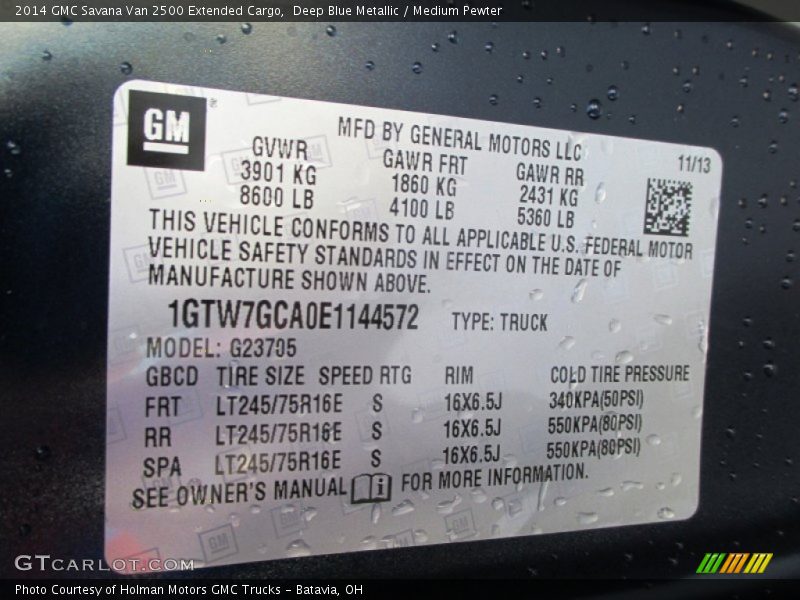 2014 GMC Savana Van 2500 Extended Cargo, Deep Blue Metallic / Medium Pewter
GM ®
MFD BY GENERAL MOTORS LLC 11/13
GVWR GAWR FRT GAWR RR
3901 KG 1860 KG 2431 KG
8600 LB 4100 LB 5360 LB
THIS VEHICLE CONFORMS TO ALL APPLICABLE U.S. FEDERAL MOTOR
VEHICLE SAFETY STANDARDS IN EFFECT ON THE DATE OF
MANUFACTURE SHOWN ABOVE.
1GTW7GCA0E1144572 TYPE: TRUCK
MODEL: G23705
GBCD TIRE SIZE SPEED RTG RIM COLD TIRE PRESSURE
FRT LT245/75R16E S 16X6.5J 340KPA(50PSI)
RR LT245/75R16E S 16X6.5J 550KPA(80PSI)
SPA LT245/75R16E S 16X6.5J 550KPA(80PSI)
SEE OWNER'S MANUAL i FOR MORE INFORMATION.
GTCARLOT.COM
Photo Courtesy of Holman Motors GMC Trucks - Batavia, OH